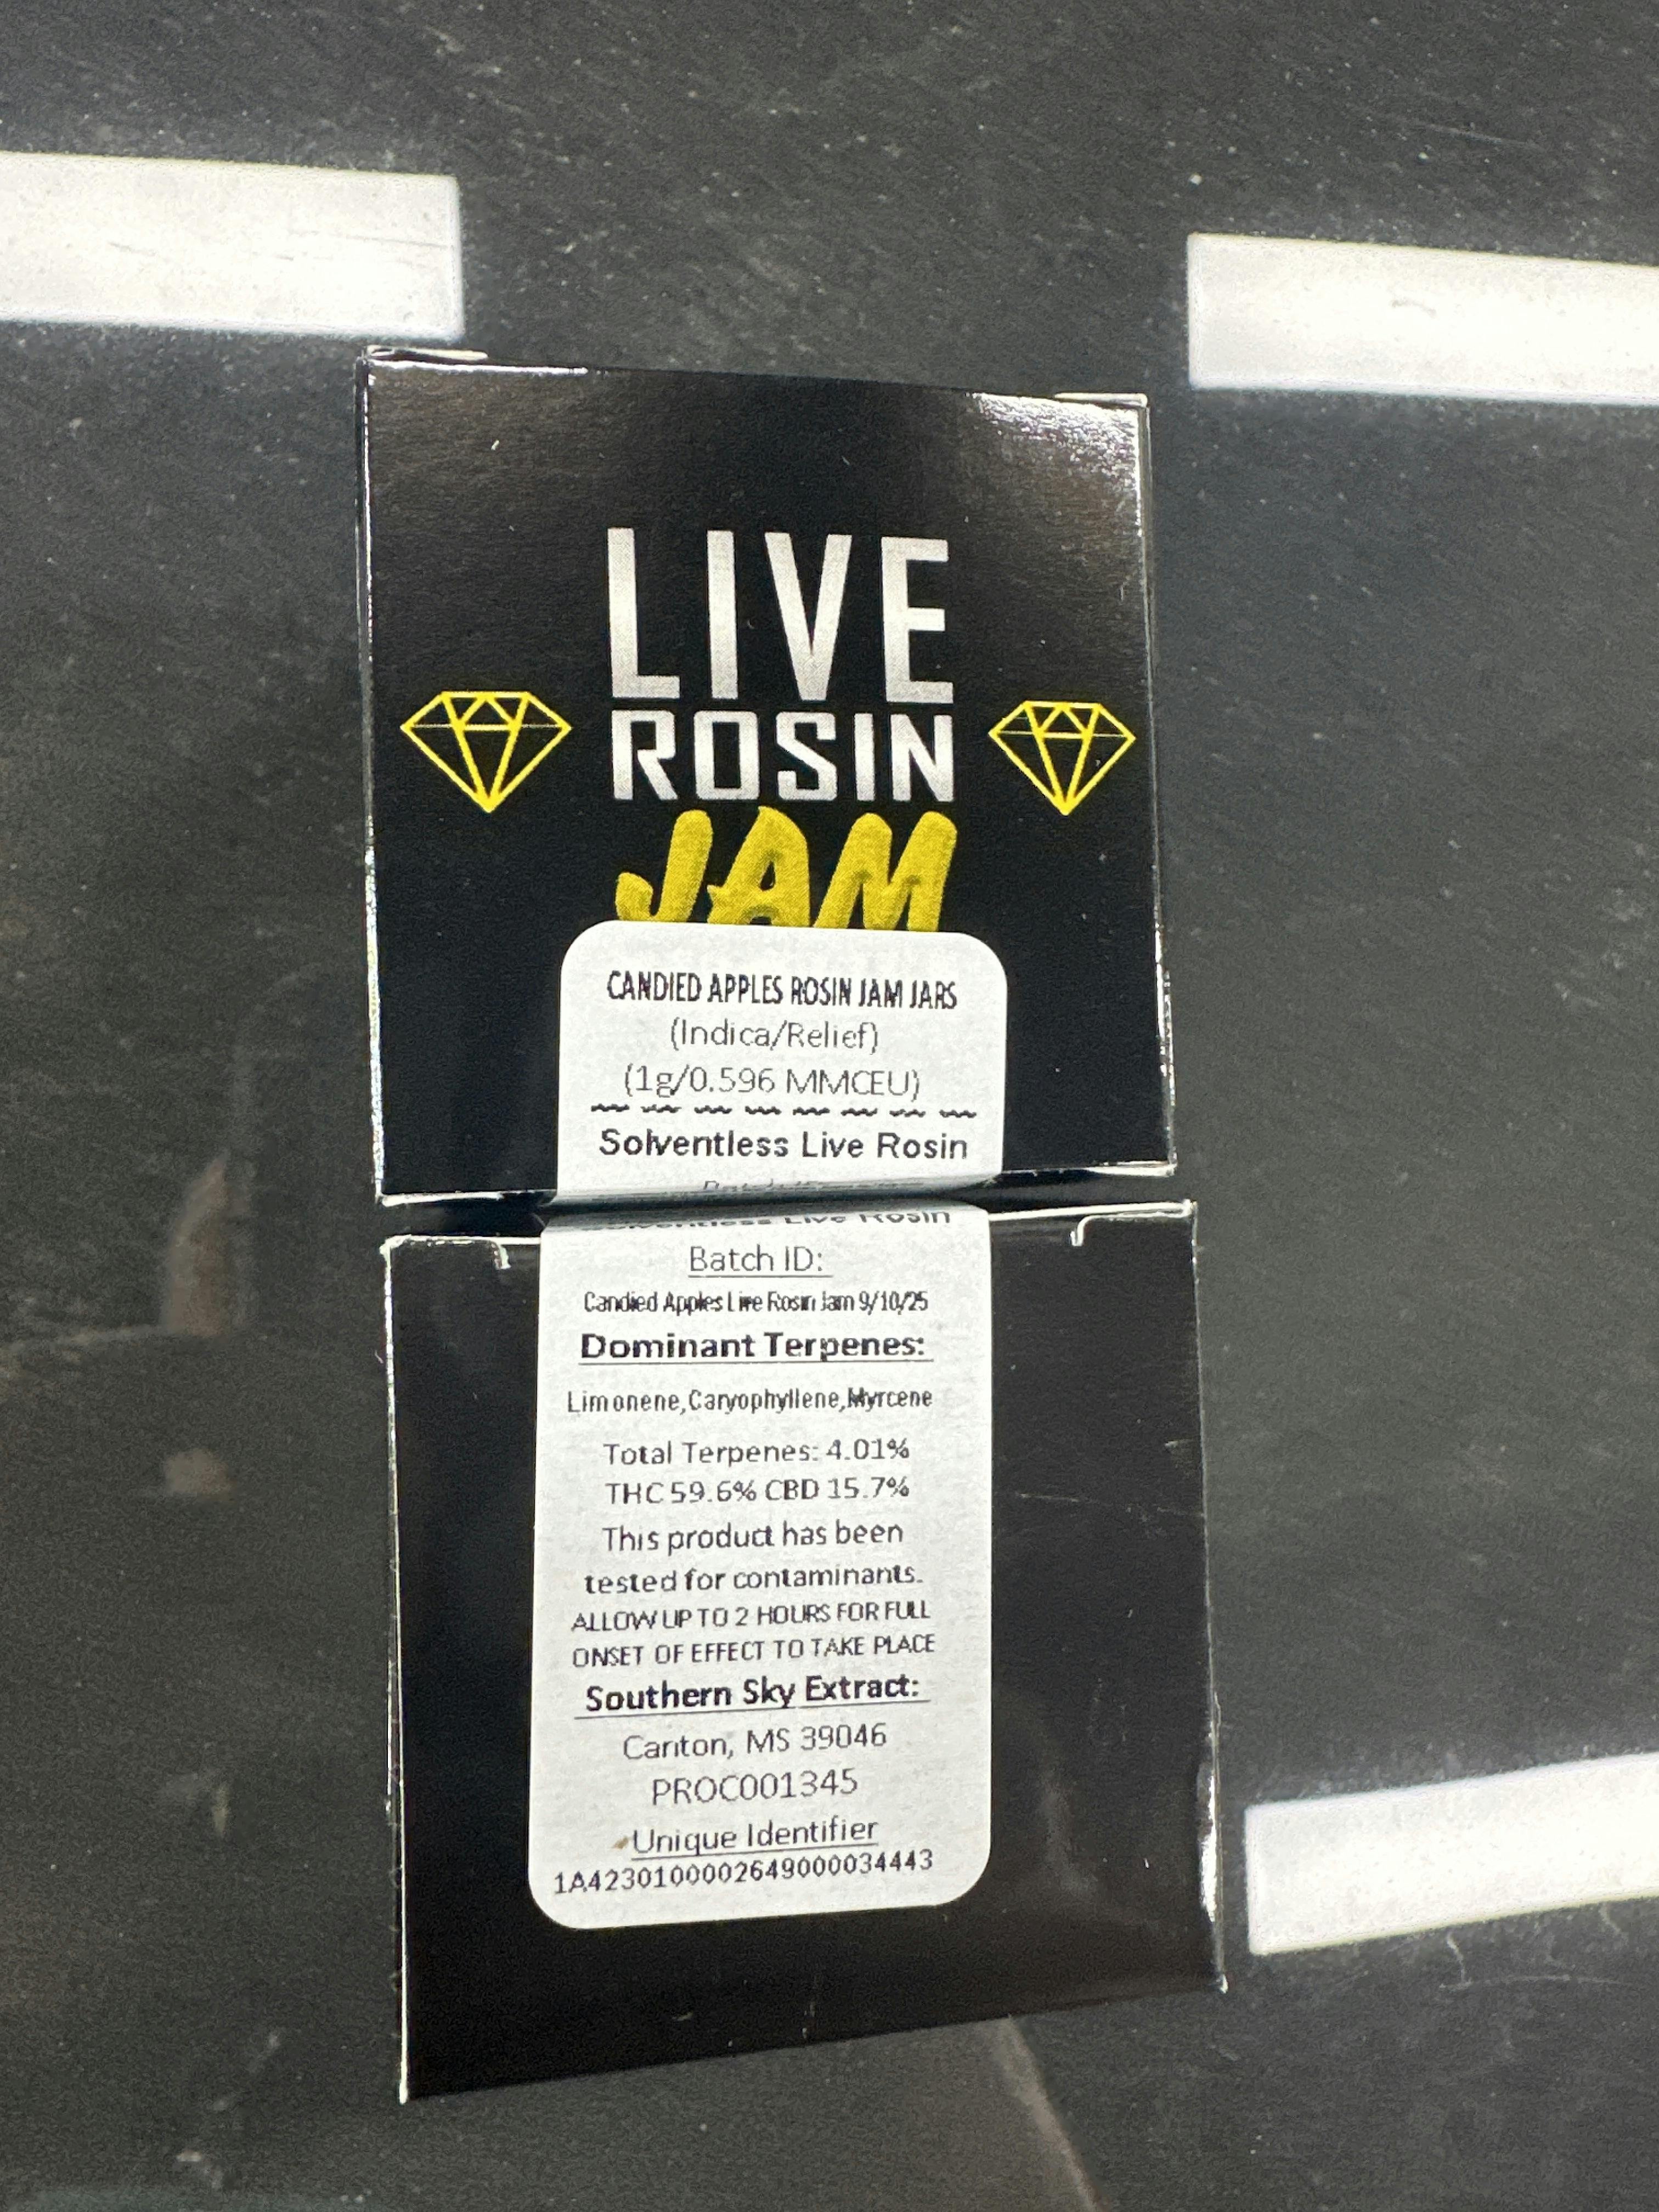 LIVE
ROSIN
JAM
CANDIED APPLES ROSIN JAM JARS
(Indica/Relief)
(1g/0.596 MMCEU)
Solventless Live Rosin
Solventless Live Rosin
Batch ID:
Candied Apples Live Rosin Jam 9/10/25
Dominant Terpenes:
Limonene,Caryophyllene,Myrcene
Total Terpenes: 4.01%
THC 59.6% CBD 15.7%
This product has been
tested for contaminants.
ALLOW UP TO 2 HOURS FOR FULL
ONSET OF EFFECT TO TAKE PLACE
Southern Sky Extract:
Canton, MS 39046
PROC001345
Unique Identifier
1A4230100002649000034443